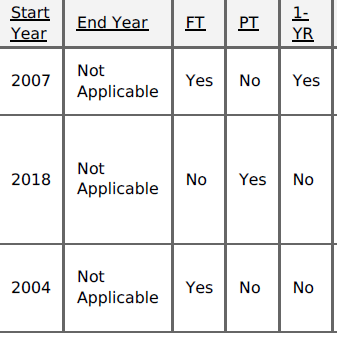 Start Year End Year FT PT 1-YR
2007 Not Applicable Yes No Yes
2018 Not Applicable No Yes No
2004 Not Applicable Yes No No